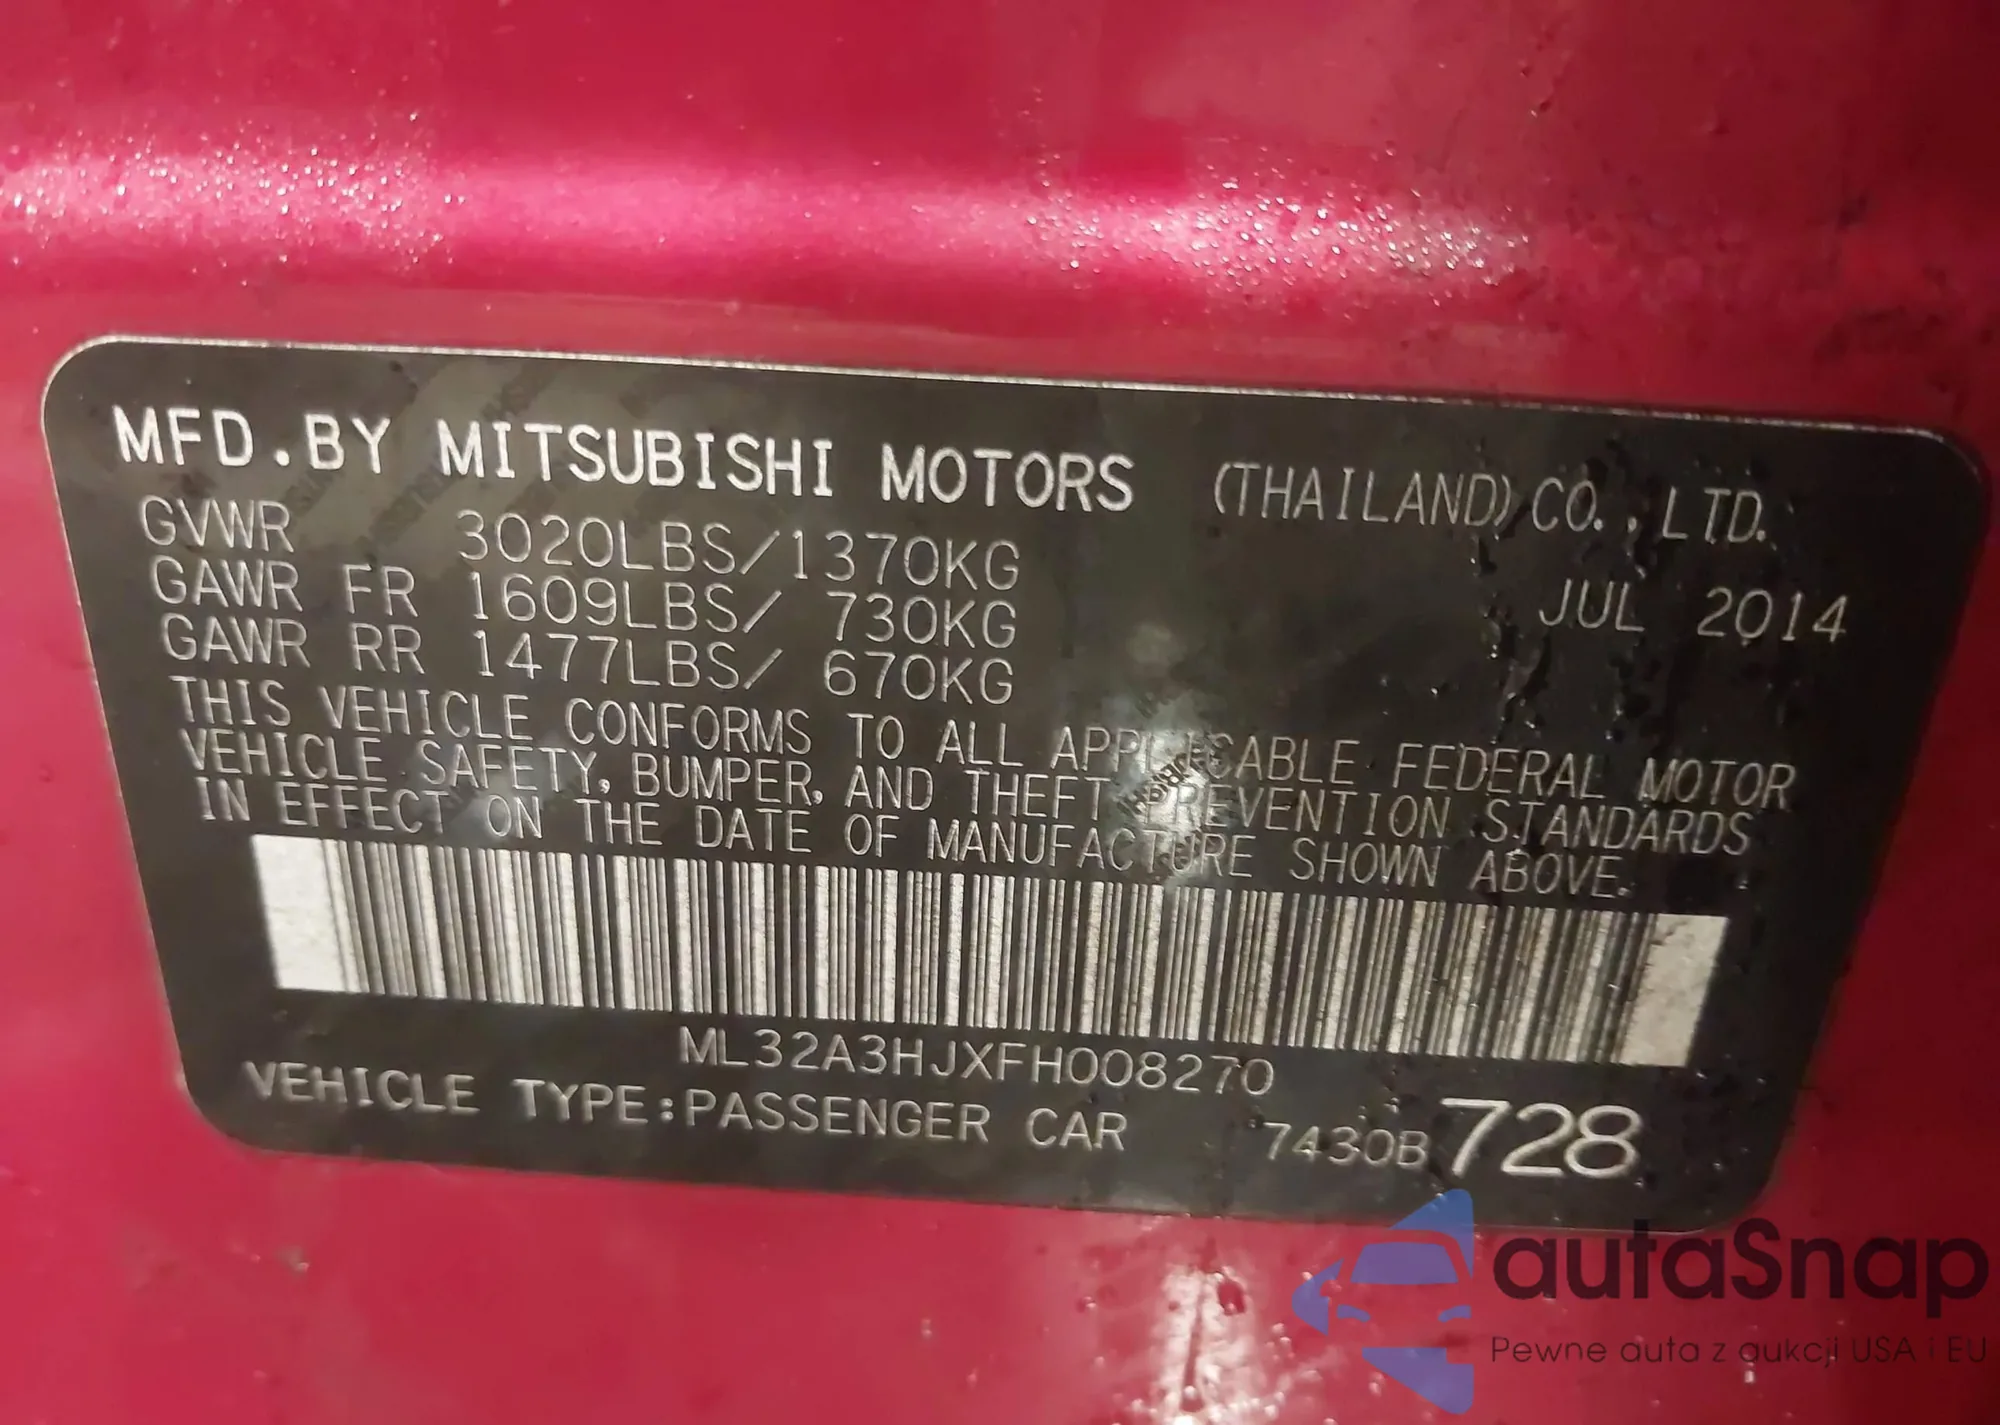 MFD.BY MITSUBISHI MOTORS (THAILAND) CO., LTD.
GVWR 3020LBS/1370KG
JUL 2014
GAWR FR 1609LBS/ 730KG
GAWR RR 1477LBS/ 670KG
THIS VEHICLE CONFORMS TO ALL APPLICABLE FEDERAL MOTOR
VEHICLE SAFETY, BUMPER, AND THEFT PREVENTION STANDARDS
IN EFFECT ON THE DATE OF MANUFACTURE SHOWN ABOVE.
ML32A3HJXFH008270
VEHICLE TYPE:PASSENGER CAR 7430B 728
autaSnap
Pewne auta z aukcji USA i EU